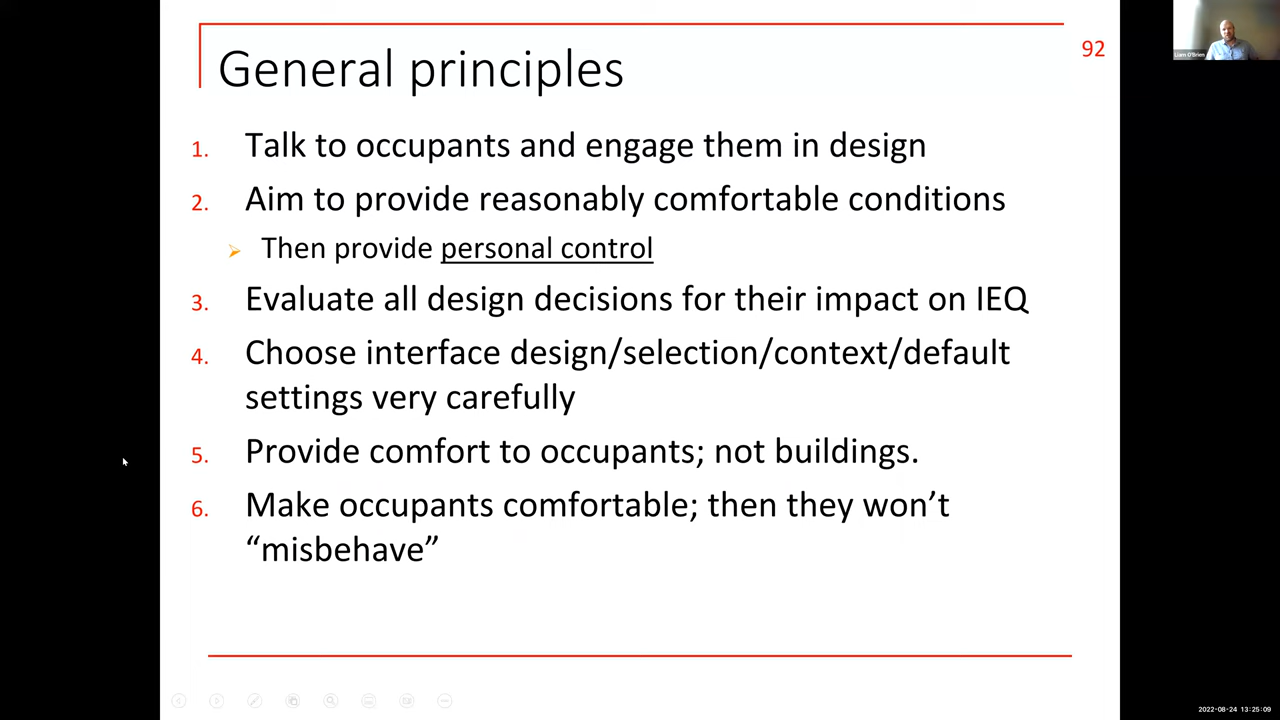 General principles
92
Liam O'Brien
1. Talk to occupants and engage them in design
2. Aim to provide reasonably comfortable conditions
Then provide personal control
3. Evaluate all design decisions for their impact on IEQ
4. Choose interface design/selection/context/default
settings very carefully
5. Provide comfort to occupants; not buildings.
6. Make occupants comfortable; then they won’t
“misbehave”
2022-08-24 13:25:09